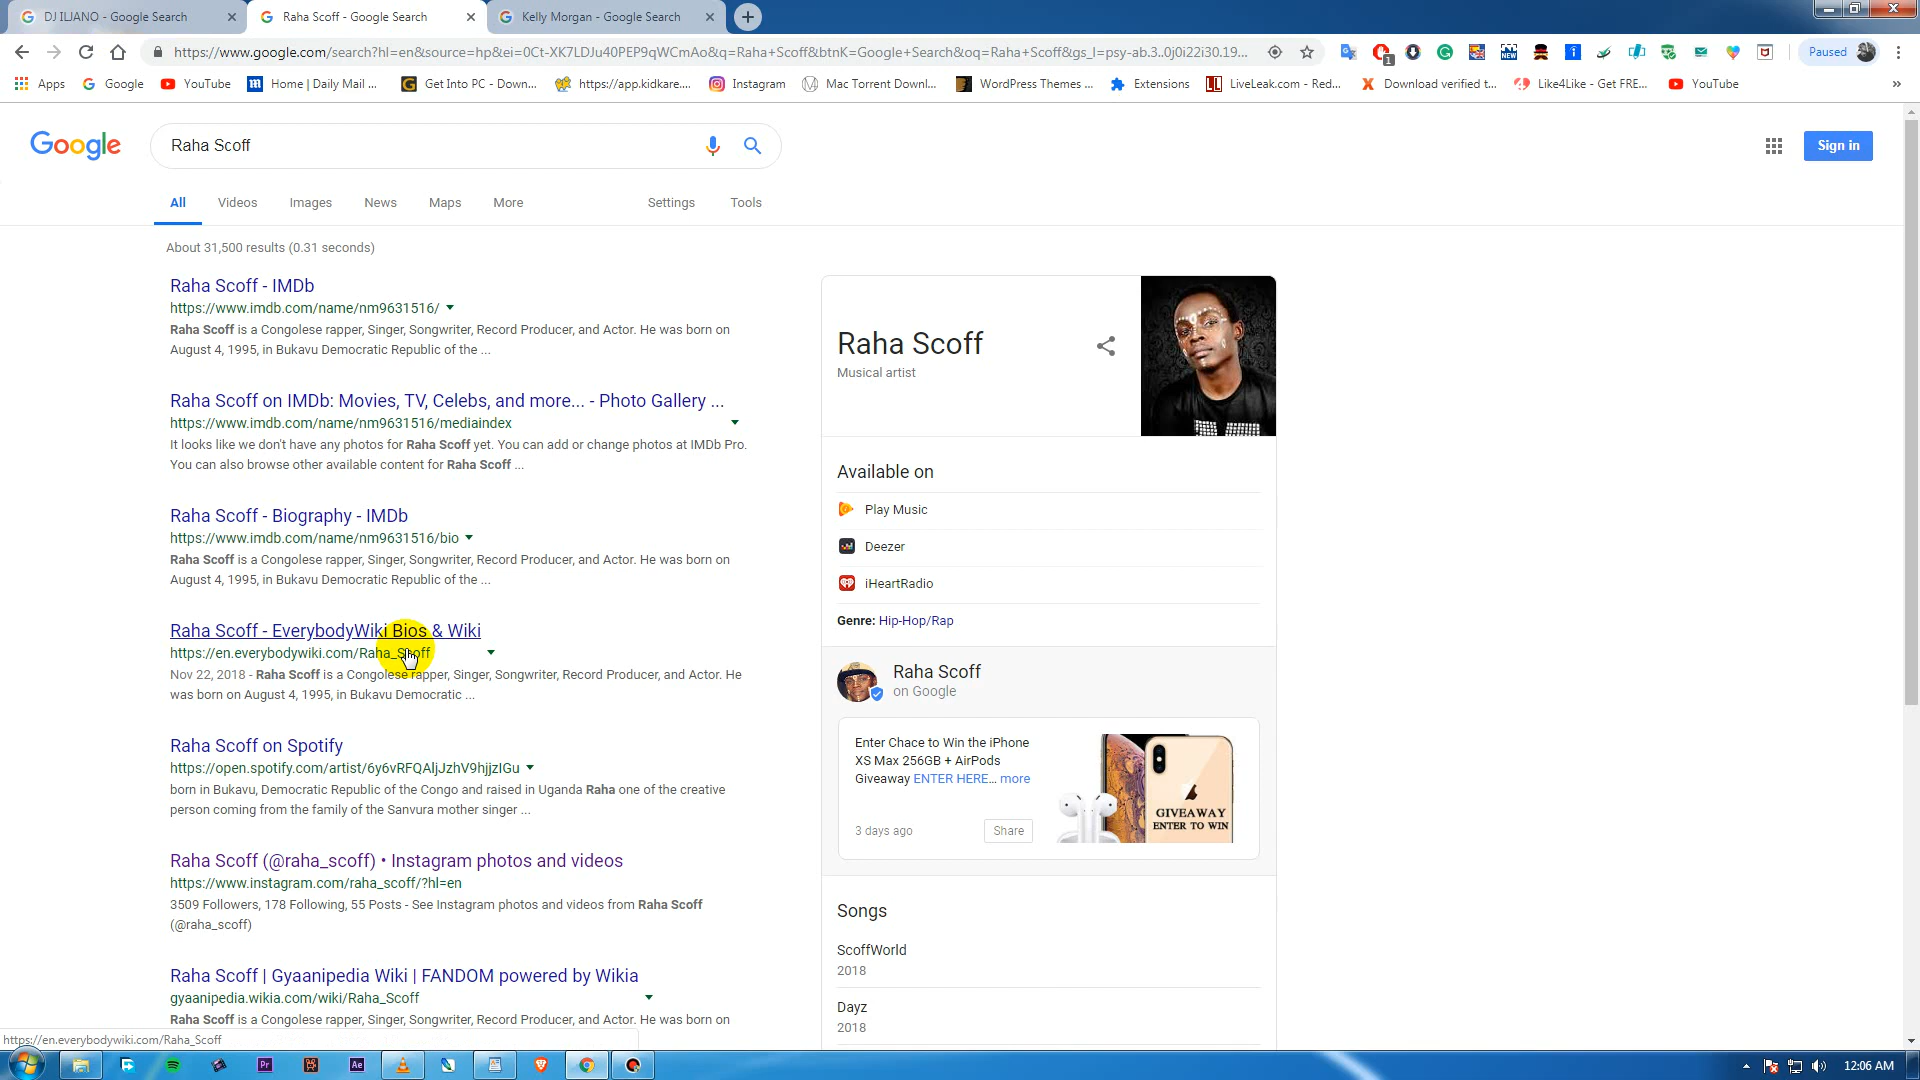 DJ ILIANO - Google Search
Raha Scoff - Google Search
Kelly Morgan - Google Search
https://www.google.com/search?hl=en&source=hp&ei=0Ct-XK7LDJu40PEP9qWCmAo&q=Raha+Scoff&btnK=Google+Search&oq=Raha+Scoff&gs_l=psy-ab.3..0j0i22i30.19...
1
NEW
Paused
Apps
Google
YouTube
Home | Daily Mail ...
Get Into PC - Down...
https://app.kidkare....
Instagram
Mac Torrent Downl...
WordPress Themes ...
Extensions
LiveLeak.com - Red...
Download verified t...
Like4Like - Get FRE...
YouTube
»
Google
Raha Scoff
Sign in
All
Videos
Images
News
Maps
More
Settings
Tools
About 31,500 results (0.31 seconds)
Raha Scoff - IMDb
https://www.imdb.com/name/nm9631516/
Raha Scoff is a Congolese rapper, Singer, Songwriter, Record Producer, and Actor. He was born on
August 4, 1995, in Bukavu Democratic Republic of the ...
Raha Scoff on IMDb: Movies, TV, Celebs, and more... - Photo Gallery ...
https://www.imdb.com/name/nm9631516/mediaindex
It looks like we don't have any photos for Raha Scoff yet. You can add or change photos at IMDb Pro.
You can also browse other available content for Raha Scoff ...
Raha Scoff - Biography - IMDb
https://www.imdb.com/name/nm9631516/bio
Raha Scoff is a Congolese rapper, Singer, Songwriter, Record Producer, and Actor. He was born on
August 4, 1995, in Bukavu Democratic Republic of the ...
Raha Scoff - EverybodyWiki Bios & Wiki
https://en.everybodywiki.com/Raha_Scoff
Nov 22, 2018 - Raha Scoff is a Congolese rapper, Singer, Songwriter, Record Producer, and Actor. He
was born on August 4, 1995, in Bukavu Democratic ...
Raha Scoff on Spotify
https://open.spotify.com/artist/6y6vRFQAljJzhV9hjjzIGu
born in Bukavu, Democratic Republic of the Congo and raised in Uganda Raha one of the creative
person coming from the family of the Sanvura mother singer ...
Raha Scoff (@raha_scoff) • Instagram photos and videos
https://www.instagram.com/raha_scoff/?hl=en
3509 Followers, 178 Following, 55 Posts - See Instagram photos and videos from Raha Scoff
(@raha_scoff)
Raha Scoff | Gyaanipedia Wiki | FANDOM powered by Wikia
gyaanipedia.wikia.com/wiki/Raha_Scoff
Raha Scoff is a Congolese rapper, Singer, Songwriter, Record Producer, and Actor. He was born on
Raha Scoff
Musical artist
Available on
Play Music
Deezer
iHeartRadio
Genre: Hip-Hop/Rap
Raha Scoff
on Google
Enter Chace to Win the iPhone
XS Max 256GB + AirPods
Giveaway ENTER HERE... more
3 days ago
Share
GIVEAWAY
ENTER TO WIN
Songs
ScoffWorld
2018
Dayz
2018
https://en.everybodywiki.com/Raha_Scoff
Pr
Ae
12:06 AM